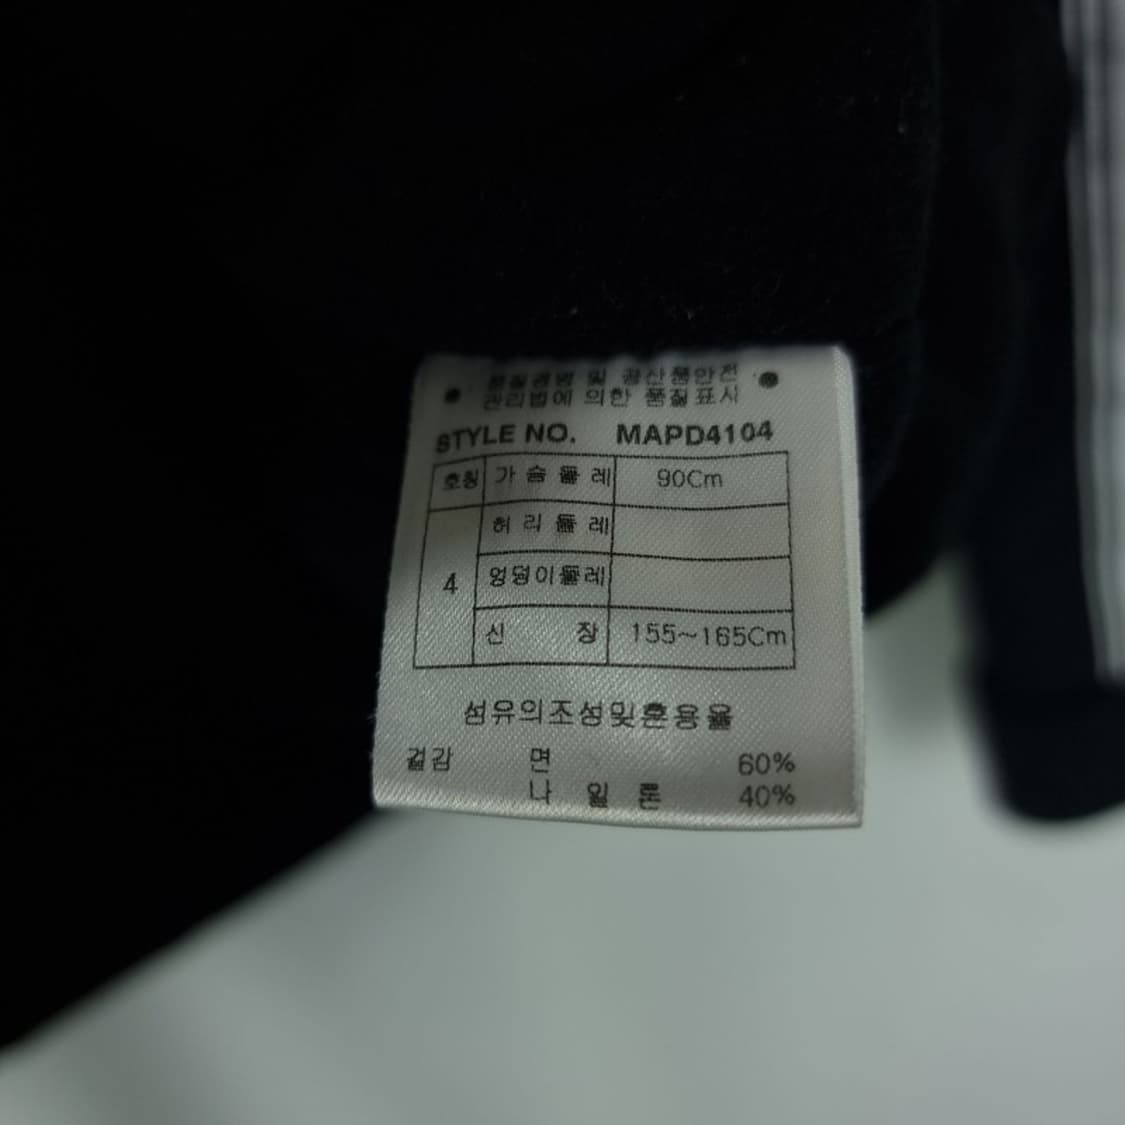 품질경영 및 공산품안전
관리법에 의한 품질표시
STYLE NO. MAPD4104
호칭 가슴둘레 90Cm
허리둘레
4 엉덩이둘레
신장 155~165Cm
섬유의조성및혼용율
겉감 면 60%
나일론 40%